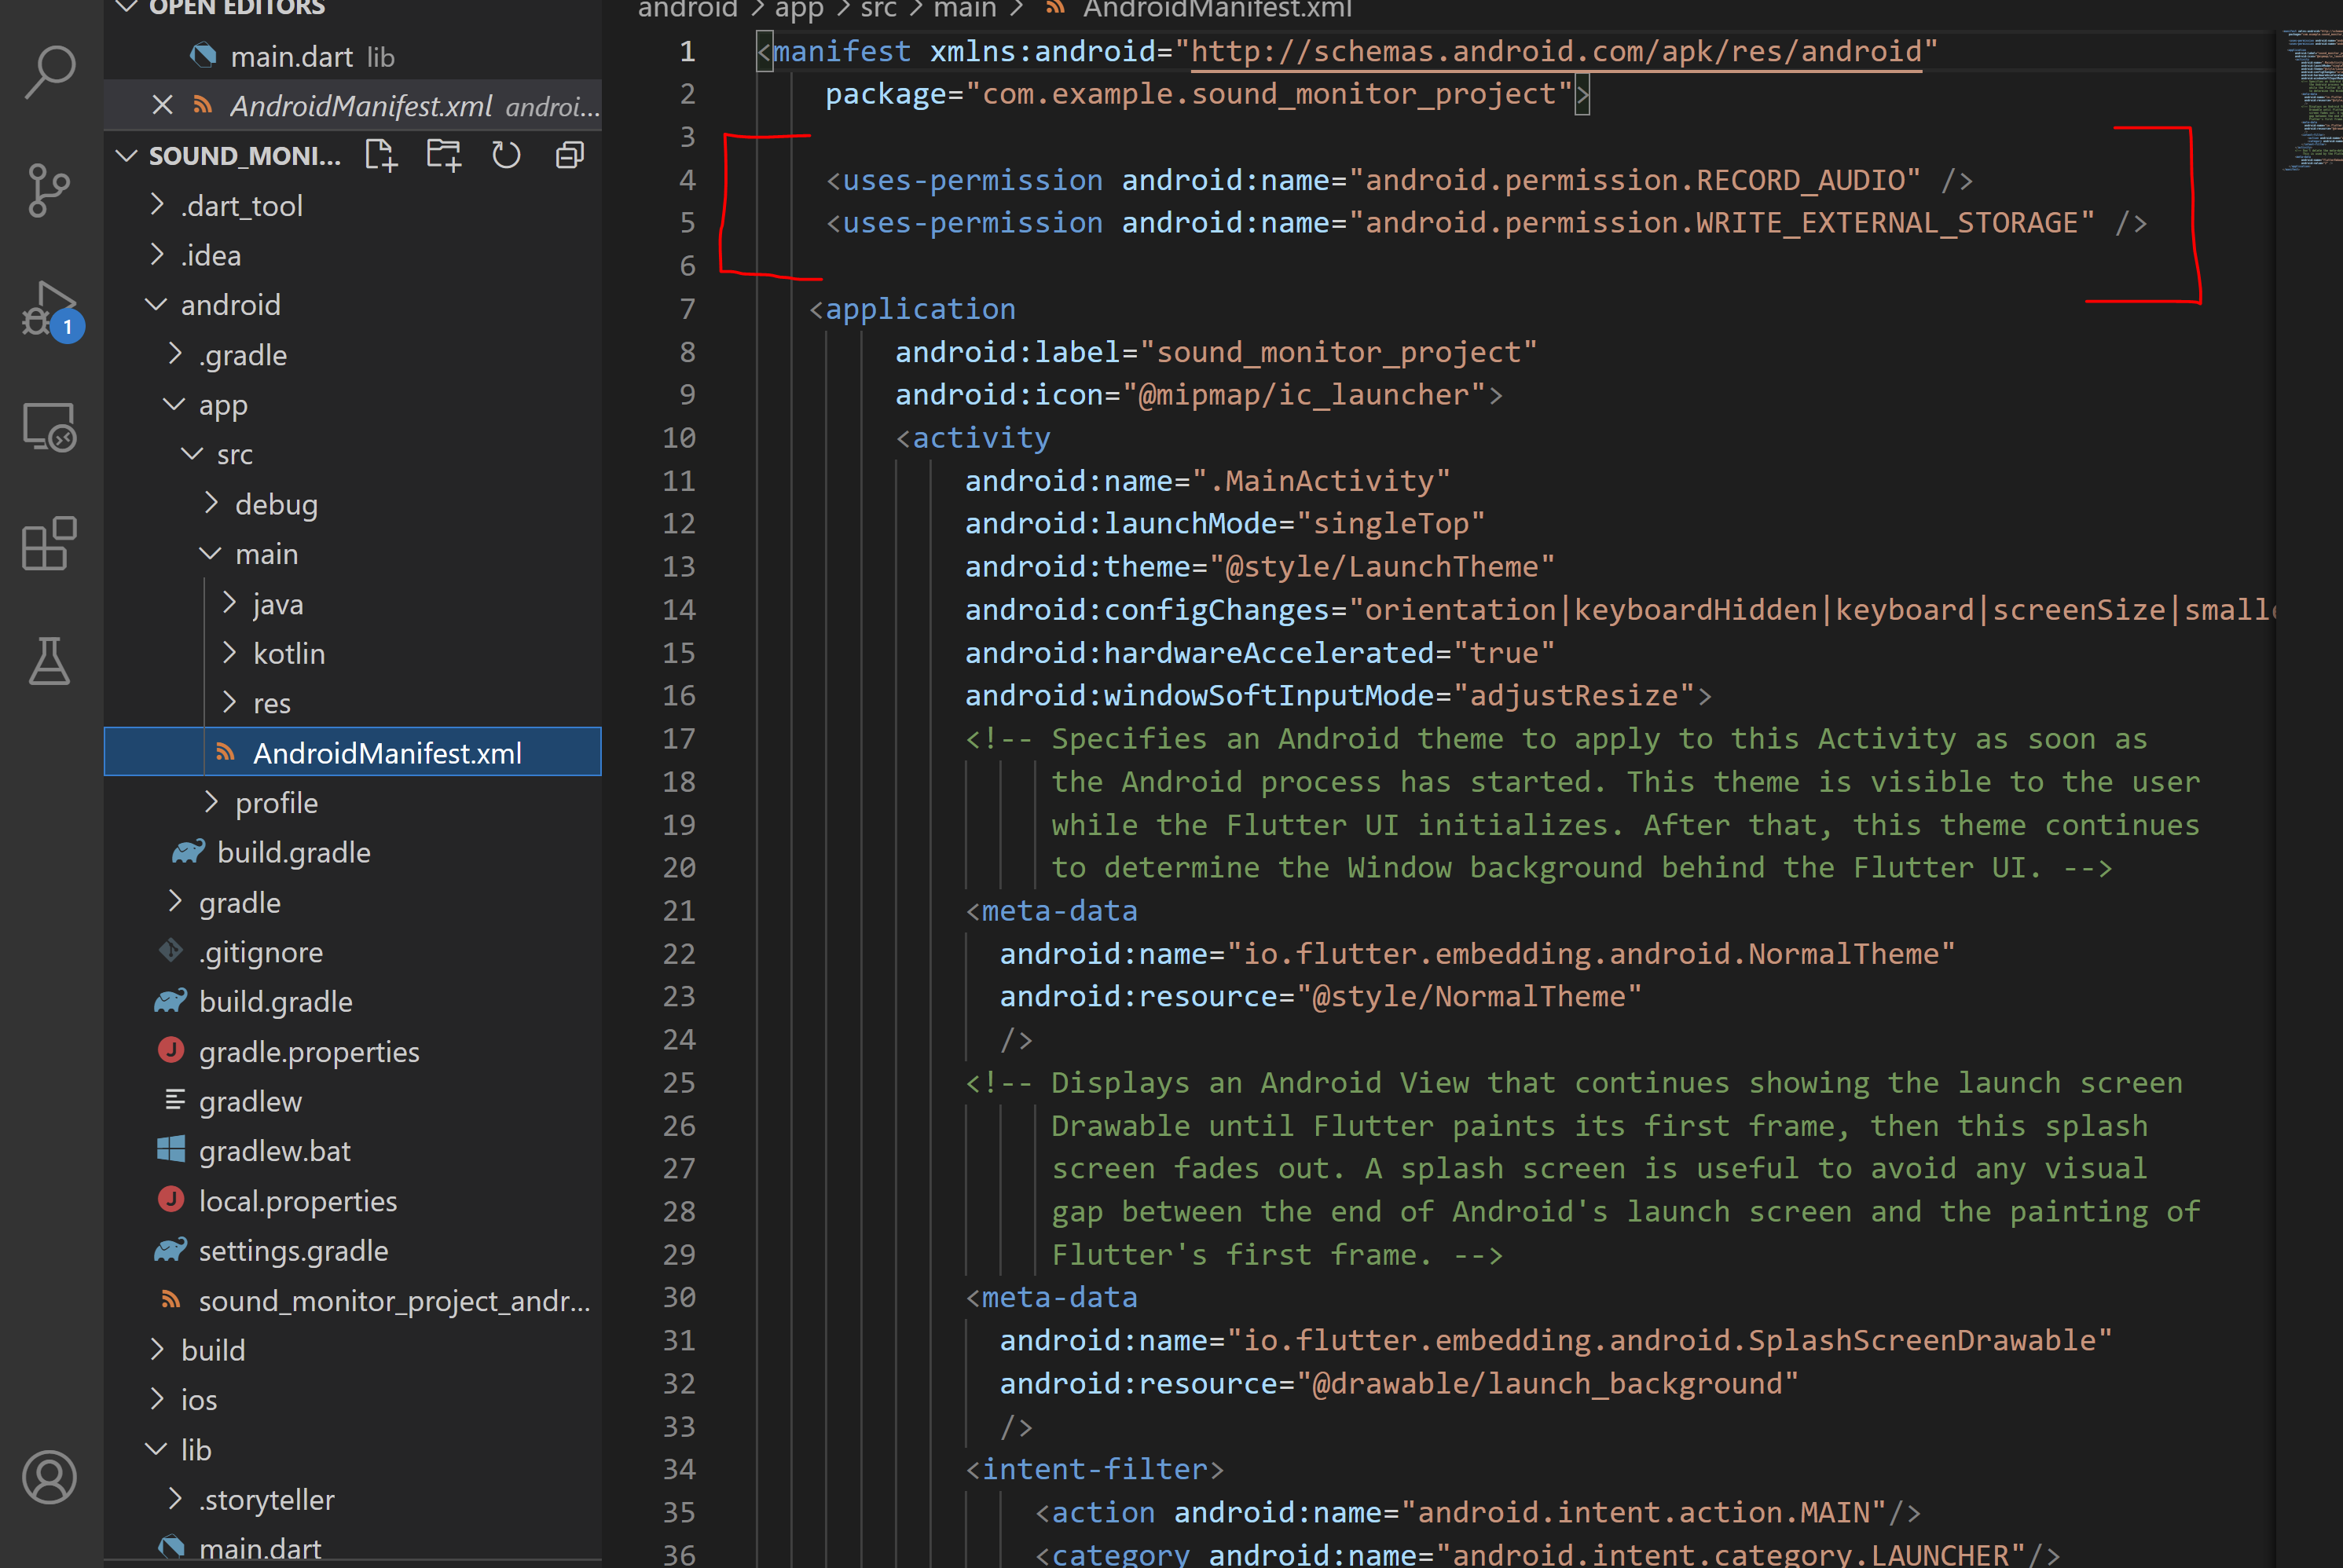 OPEN EDITORS
main.dart lib
AndroidManifest.xml androi...
SOUND_MONI...
.dart_tool
.idea
android
.gradle
app
src
debug
main
java
kotlin
res
AndroidManifest.xml
profile
build.gradle
gradle
.gitignore
build.gradle
gradle.properties
gradlew
gradlew.bat
local.properties
settings.gradle
sound_monitor_project_andr...
build
ios
lib
.storyteller
main.dart
1
android > app > src > main > AndroidManifest.xml
1 <manifest xmlns:android="http://schemas.android.com/apk/res/android"
2 package="com.example.sound_monitor_project">
3
4 <uses-permission android:name="android.permission.RECORD_AUDIO" />
5 <uses-permission android:name="android.permission.WRITE_EXTERNAL_STORAGE" />
6
7 <application
8 android:label="sound_monitor_project"
9 android:icon="@mipmap/ic_launcher">
10 <activity
11 android:name=".MainActivity"
12 android:launchMode="singleTop"
13 android:theme="@style/LaunchTheme"
14 android:configChanges="orientation|keyboardHidden|keyboard|screenSize|small
15 android:hardwareAccelerated="true"
16 android:windowSoftInputMode="adjustResize">
17 <!-- Specifies an Android theme to apply to this Activity as soon as
18 the Android process has started. This theme is visible to the user
19 while the Flutter UI initializes. After that, this theme continues
20 to determine the Window background behind the Flutter UI. -->
21 <meta-data
22 android:name="io.flutter.embedding.android.NormalTheme"
23 android:resource="@style/NormalTheme"
24 />
25 <!-- Displays an Android View that continues showing the launch screen
26 Drawable until Flutter paints its first frame, then this splash
27 screen fades out. A splash screen is useful to avoid any visual
28 gap between the end of Android's launch screen and the painting of
29 Flutter's first frame. -->
30 <meta-data
31 android:name="io.flutter.embedding.android.SplashScreenDrawable"
32 android:resource="@drawable/launch_background"
33 />
34 <intent-filter>
35 <action android:name="android.intent.action.MAIN"/>
36 <category android:name="android.intent.category.LAUNCHER"/>